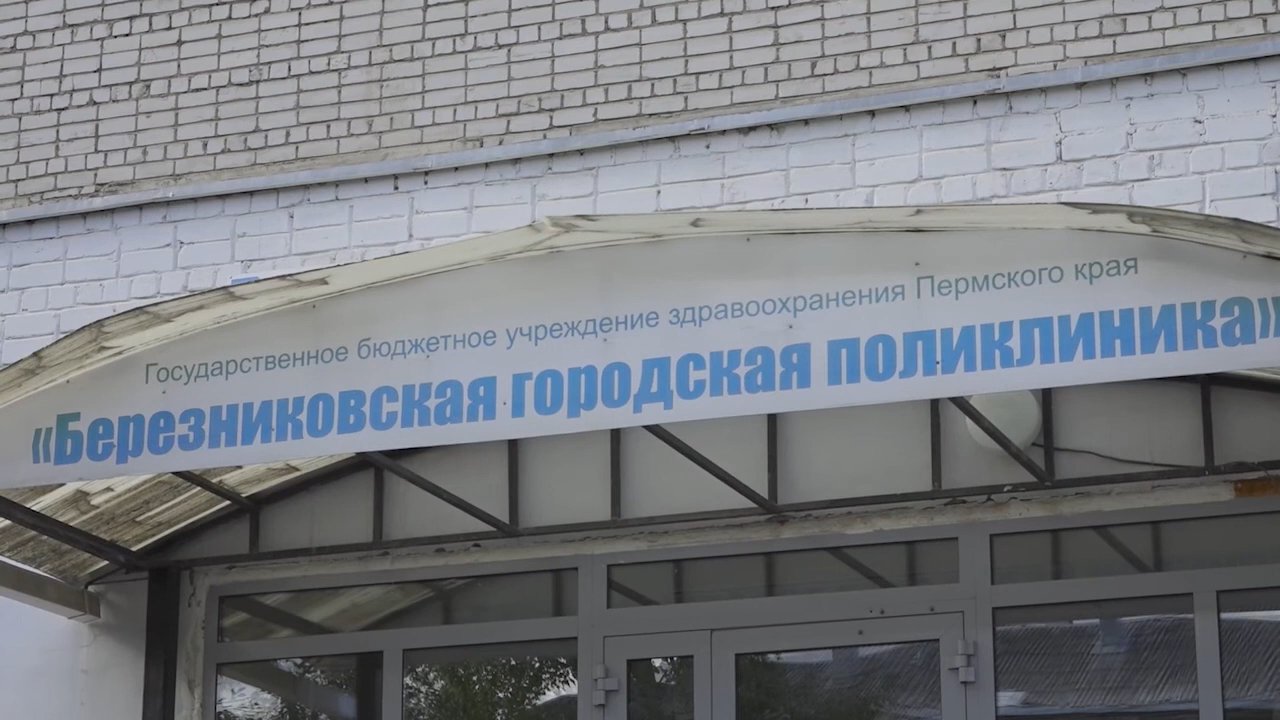 Государственное бюджетное учреждение здравоохранения Пермского края
«Березниковская городская поликлиника»